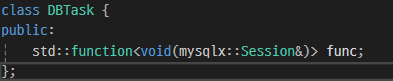 class DBTask {
public:
    std::function<void(mysqlx::Session&)> func;
};